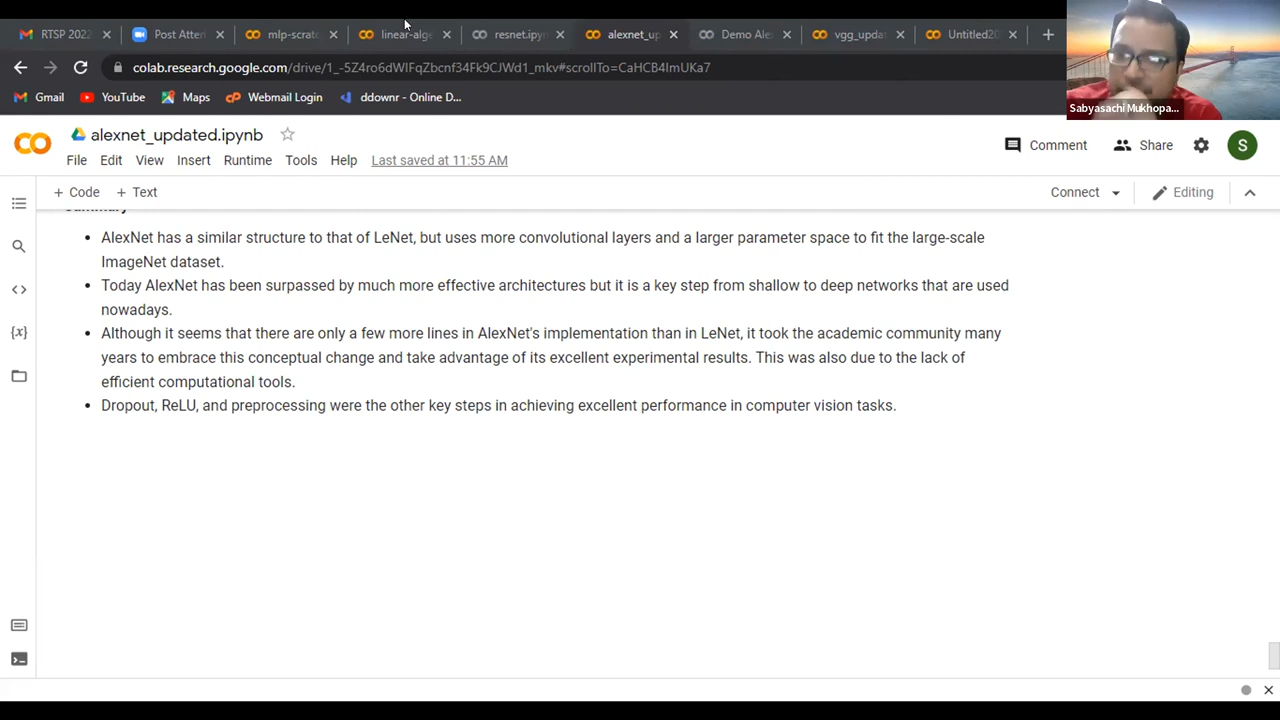 RTSP 2022
Post Atten
mlp-scratc
linear-alge
resnet.ipyn
alexnet_up
Demo Ale
vgg_updat
Untitled20
colab.research.google.com/drive/1_-5Z4ro6dWIFqZbcnf34Fk9CJWd1_mkv#scrollTo=CaHCB4ImUKa7
Gmail YouTube Maps Webmail Login ddownr - Online D...
Sabyasachi Mukhopa...
alexnet_updated.ipynb
File Edit View Insert Runtime Tools Help Last saved at 11:55 AM
Comment Share S
+ Code + Text
Connect Editing
Summary
• AlexNet has a similar structure to that of LeNet, but uses more convolutional layers and a larger parameter space to fit the large-scale
ImageNet dataset.
• Today AlexNet has been surpassed by much more effective architectures but it is a key step from shallow to deep networks that are used
nowadays.
• Although it seems that there are only a few more lines in AlexNet's implementation than in LeNet, it took the academic community many
years to embrace this conceptual change and take advantage of its excellent experimental results. This was also due to the lack of
efficient computational tools.
• Dropout, ReLU, and preprocessing were the other key steps in achieving excellent performance in computer vision tasks.